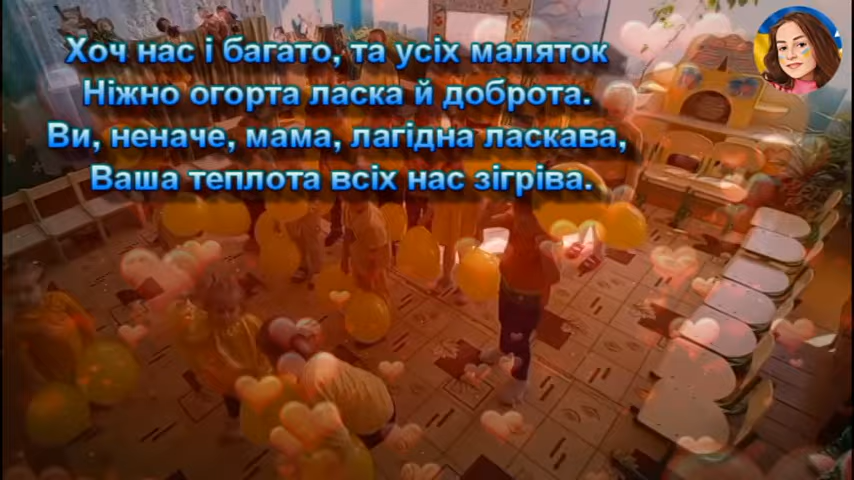 Хоч нас і багато, та усіх маляток
Ніжно огорта ласка й доброта.
Ви, неначе, мама, лагідна ласкава,
Ваша теплота всіх нас зігріва.